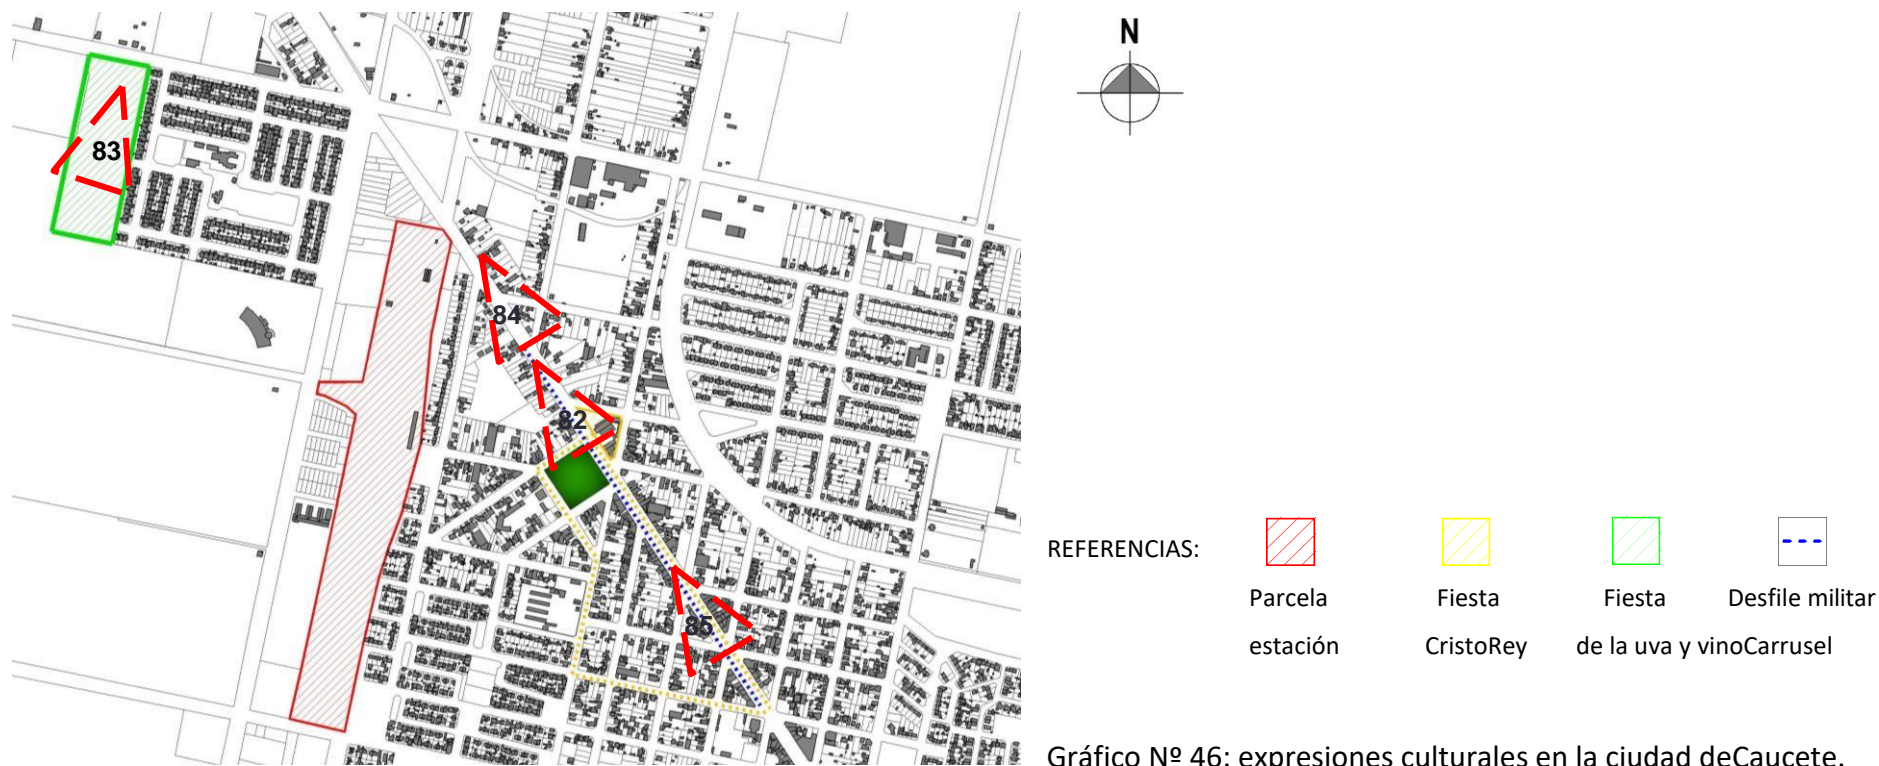 N
83
84
82
85
REFERENCIAS:
Parcela
estación
Fiesta
CristoRey
Fiesta
de la uva y vinoCarrusel
Desfile militar
Gráfico Nº 46: expresiones culturales en la ciudad deCaucete.